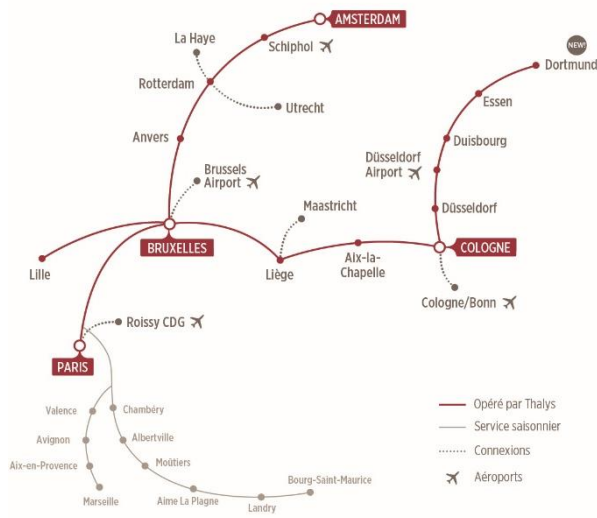 AMSTERDAM
La Haye
Schiphol
NEW!
Dortmund
Rotterdam
Utrecht
Essen
Anvers
Duisbourg
Brussels
Airport
Düsseldorf
Airport
Maastricht
Düsseldorf
BRUXELLES
COLOGNE
Lille
Liège
Aix-la-
Chapelle
Cologne/Bonn
Roissy CDG
PARIS
Valence
Chambéry
Opéré par Thalys
Avignon
Albertville
Service saisonnier
Aix-en-Provence
Moûtiers
Connexions
Marseille
Aime La Plagne
Landry
Bourg-Saint-Maurice
Aéroports